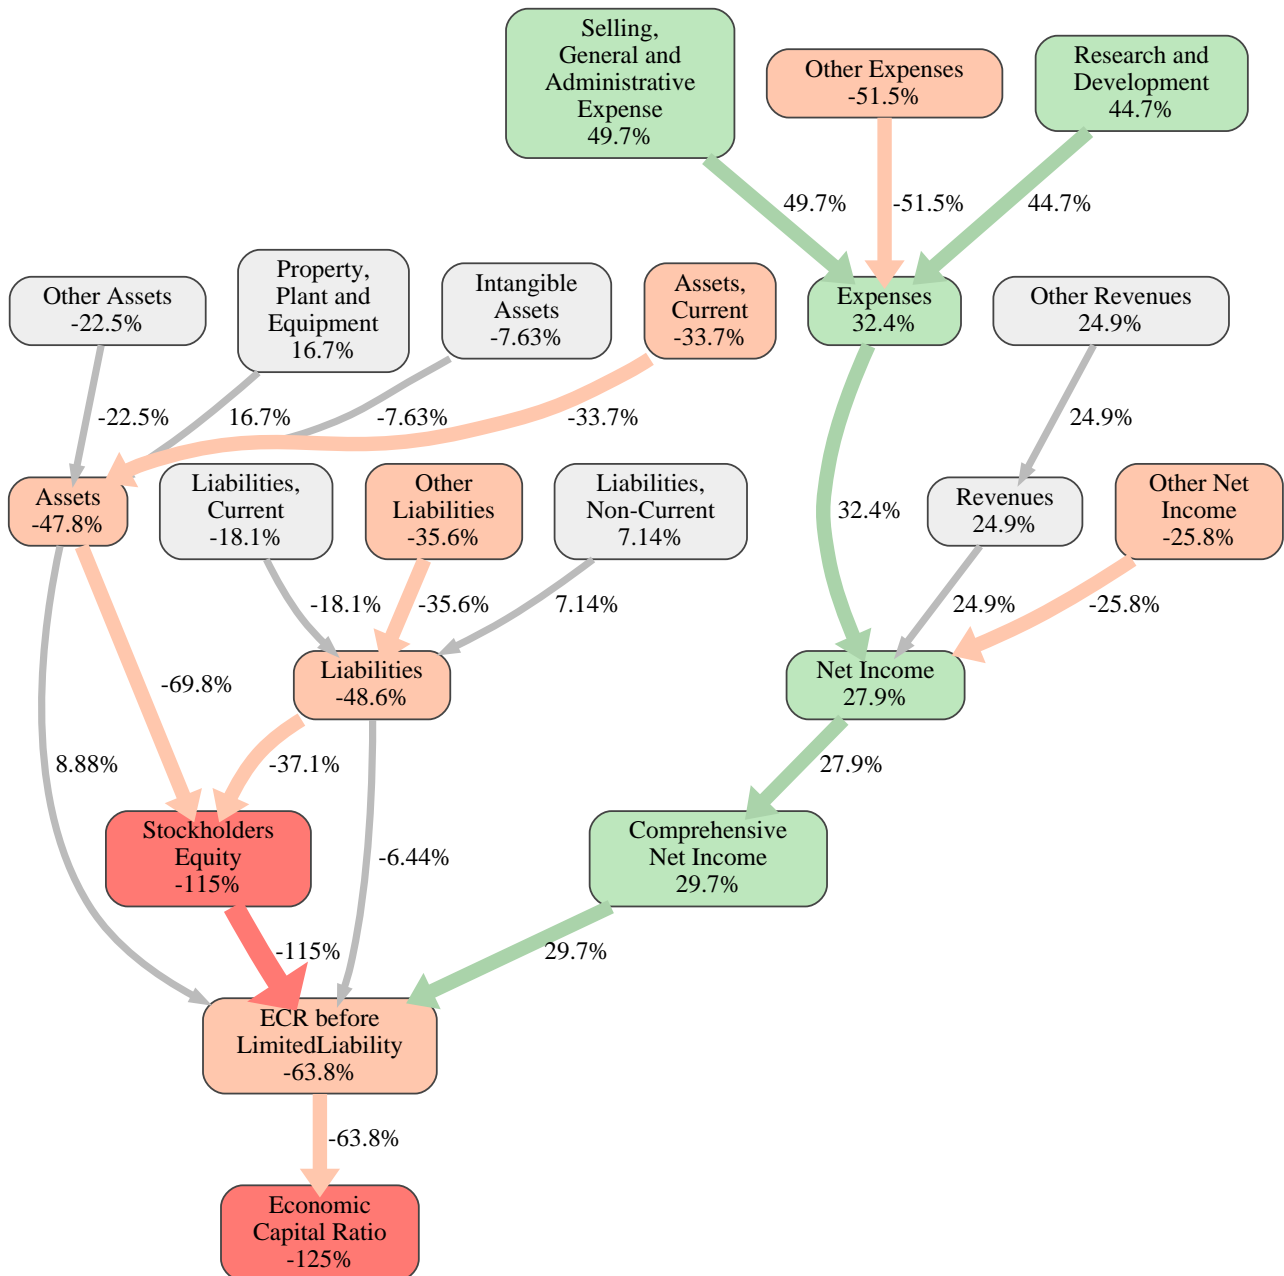 Selling,
General and
Administrative
Expense
49.7%
Other Expenses
-51.5%
Research and
Development
44.7%
49.7%
-51.5%
44.7%
Other Assets
-22.5%
Property,
Plant and
Equipment
16.7%
Intangible
Assets
-7.63%
Assets,
Current
-33.7%
Expenses
32.4%
Other Revenues
24.9%
-22.5%
16.7%
-7.63%
-33.7%
24.9%
Assets
-47.8%
Liabilities,
Current
-18.1%
Other
Liabilities
-35.6%
Liabilities,
Non-Current
7.14%
32.4%
Revenues
24.9%
Other Net
Income
-25.8%
-18.1%
-35.6%
7.14%
24.9%
-25.8%
-69.8%
Liabilities
-48.6%
Net Income
27.9%
8.88%
-37.1%
27.9%
Stockholders
Equity
-115%
-6.44%
Comprehensive
Net Income
29.7%
-115%
29.7%
ECR before
LimitedLiability
-63.8%
-63.8%
Economic
Capital Ratio
-125%